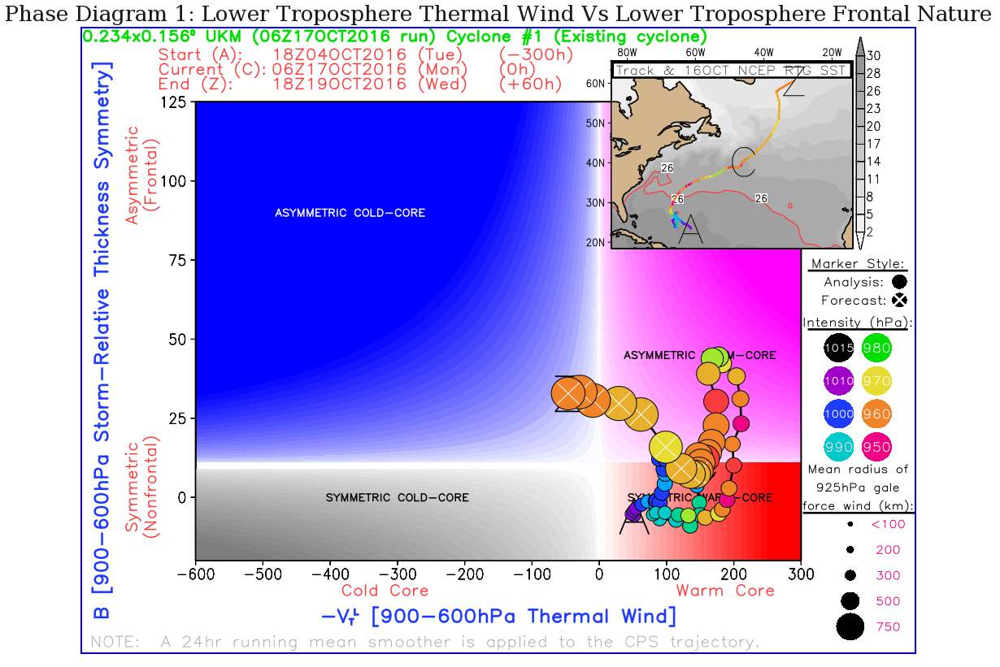 Phase Diagram 1: Lower Troposphere Thermal Wind Vs Lower Troposphere Frontal Nature
0.234x0.156° UKM (06Z17OCT2016 run) Cyclone #1 (Existing cyclone)
Start (A): 18Z04OCT2016 (Tue) (−300h)
Current (C): 06Z17OCT2016 (Mon) (0h)
End (Z): 18Z19OCT2016 (Wed) (+60h)
80W 60W 40W 20W
Track & 16OCT NCEP RTG SST
60N
50N
40N
30N
20N
26
26
26
A
C
Z
30
28
26
23
20
17
14
11
8
5
2
B [900−600hPa Storm−Relative Thickness Symmetry]
Asymmetric
(Frontal)
Symmetric
(Nonfrontal)
125
100
75
50
25
0
ASYMMETRIC COLD−CORE
SYMMETRIC COLD−CORE
A
Z
−600 −500 −400 −300 −200 −100 0 100 200 300
Cold Core Warm Core
−VTL [900−600hPa Thermal Wind]
NOTE: A 24hr running mean smoother is applied to the CPS trajectory.
Marker Style:
Analysis:
Forecast:
Intensity (hPa):
1015 980
1010 970
1000 960
990 950
Mean radius of
925hPa gale
force wind (km):
<100
200
300
500
750